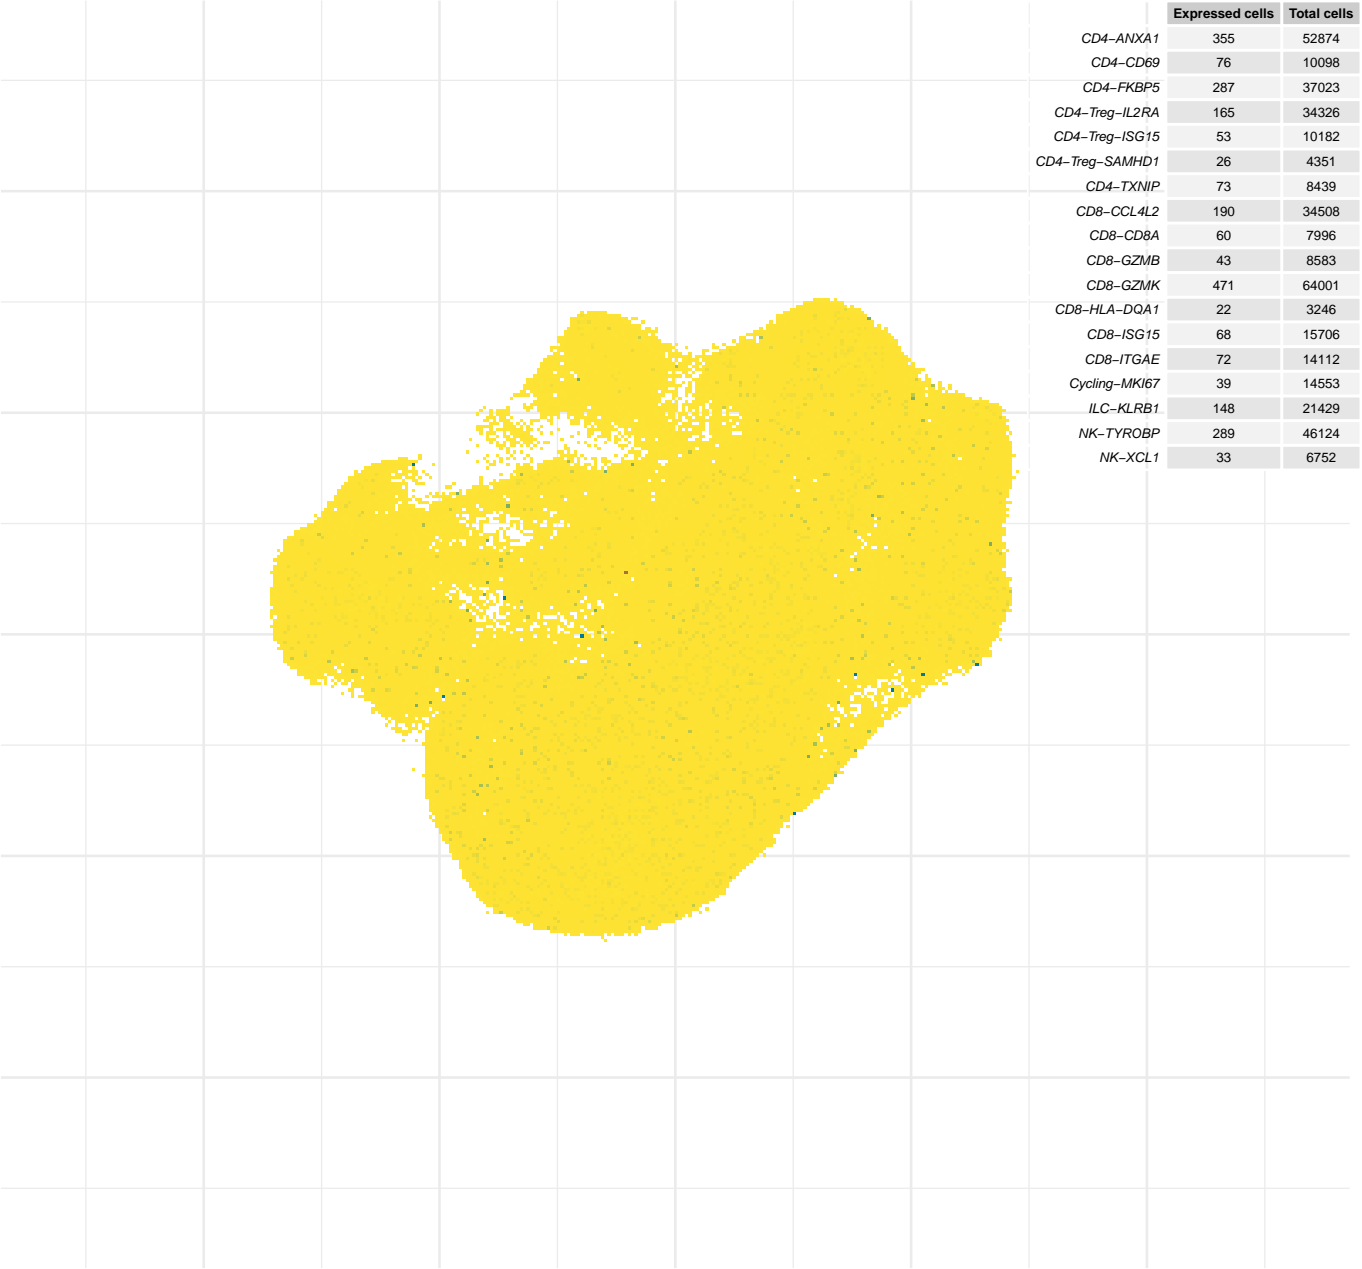 Expressed cells Total cells
CD4−ANXA1 355 52874
CD4−CD69 76 10098
CD4−FKBP5 287 37023
CD4−Treg−IL2RA 165 34326
CD4−Treg−ISG15 53 10182
CD4−Treg−SAMHD1 26 4351
CD4−TXNIP 73 8439
CD8−CCL4L2 190 34508
CD8−CD8A 60 7996
CD8−GZMB 43 8583
CD8−GZMK 471 64001
CD8−HLA−DQA1 22 3246
CD8−ISG15 68 15706
CD8−ITGAE 72 14112
Cycling−MKI67 39 14553
ILC−KLRB1 148 21429
NK−TYROBP 289 46124
NK−XCL1 33 6752